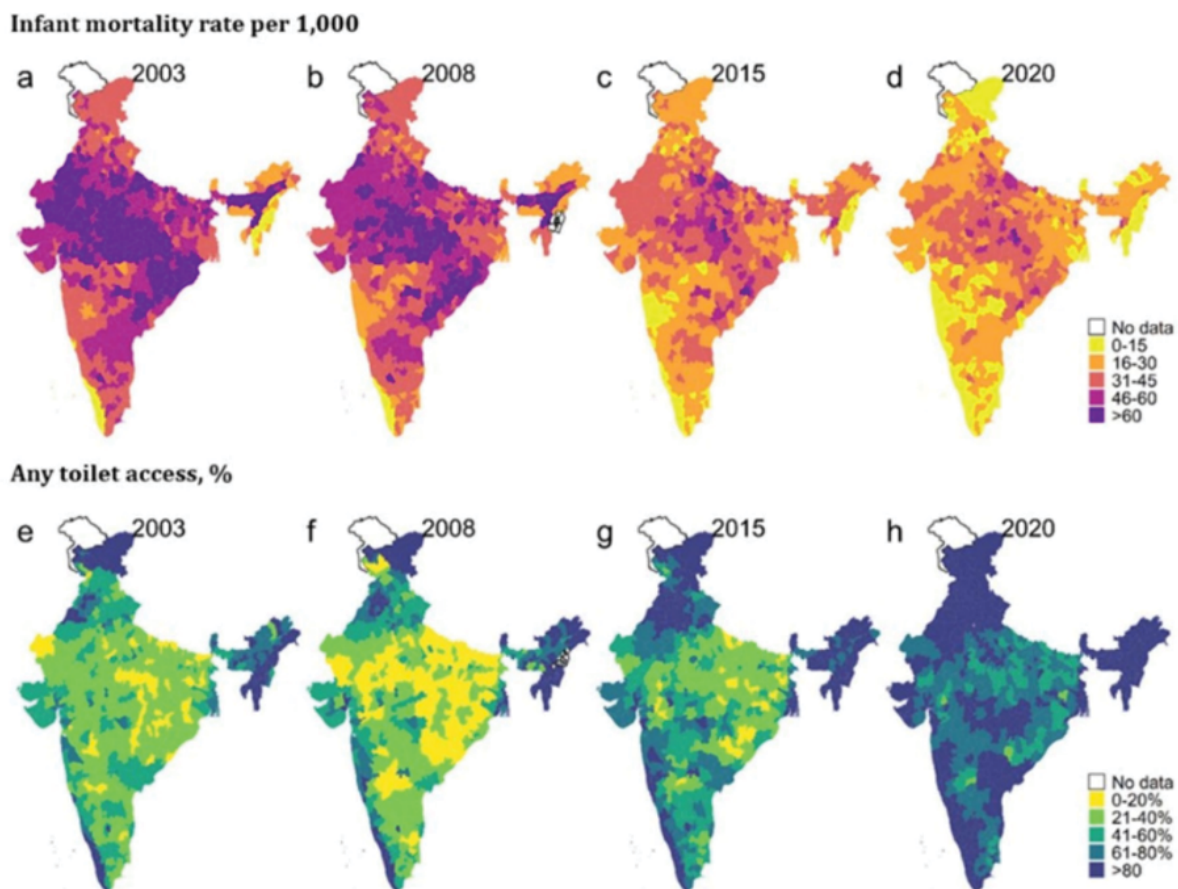 Infant mortality rate per 1,000
a 2003
b 2008
c 2015
d 2020
No data
0-15
16-30
31-45
46-60
>60
Any toilet access, %
e 2003
f 2008
g 2015
h 2020
No data
0-20%
21-40%
41-60%
61-80%
>80